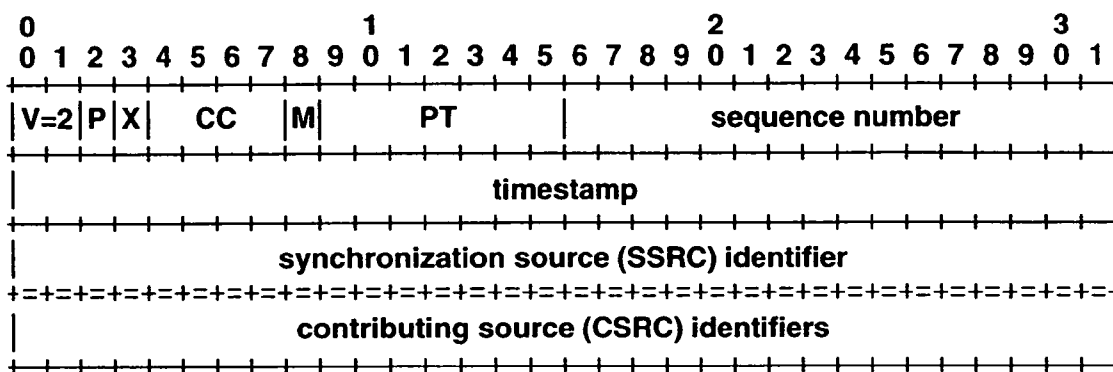 0 1 2 3
0 1 2 3 4 5 6 7 8 9 0 1 2 3 4 5 6 7 8 9 0 1 2 3 4 5 6 7 8 9 0 1
|V=2|P|X| CC |M| PT | sequence number
timestamp
synchronization source (SSRC) identifier
+=+=+=+=+=+=+=+=+=+=+=+=+=+=+=+=+=+=+=+=+=+=+=+=+=+=+=+=+=+=+=+=+-
contributing source (CSRC) identifiers